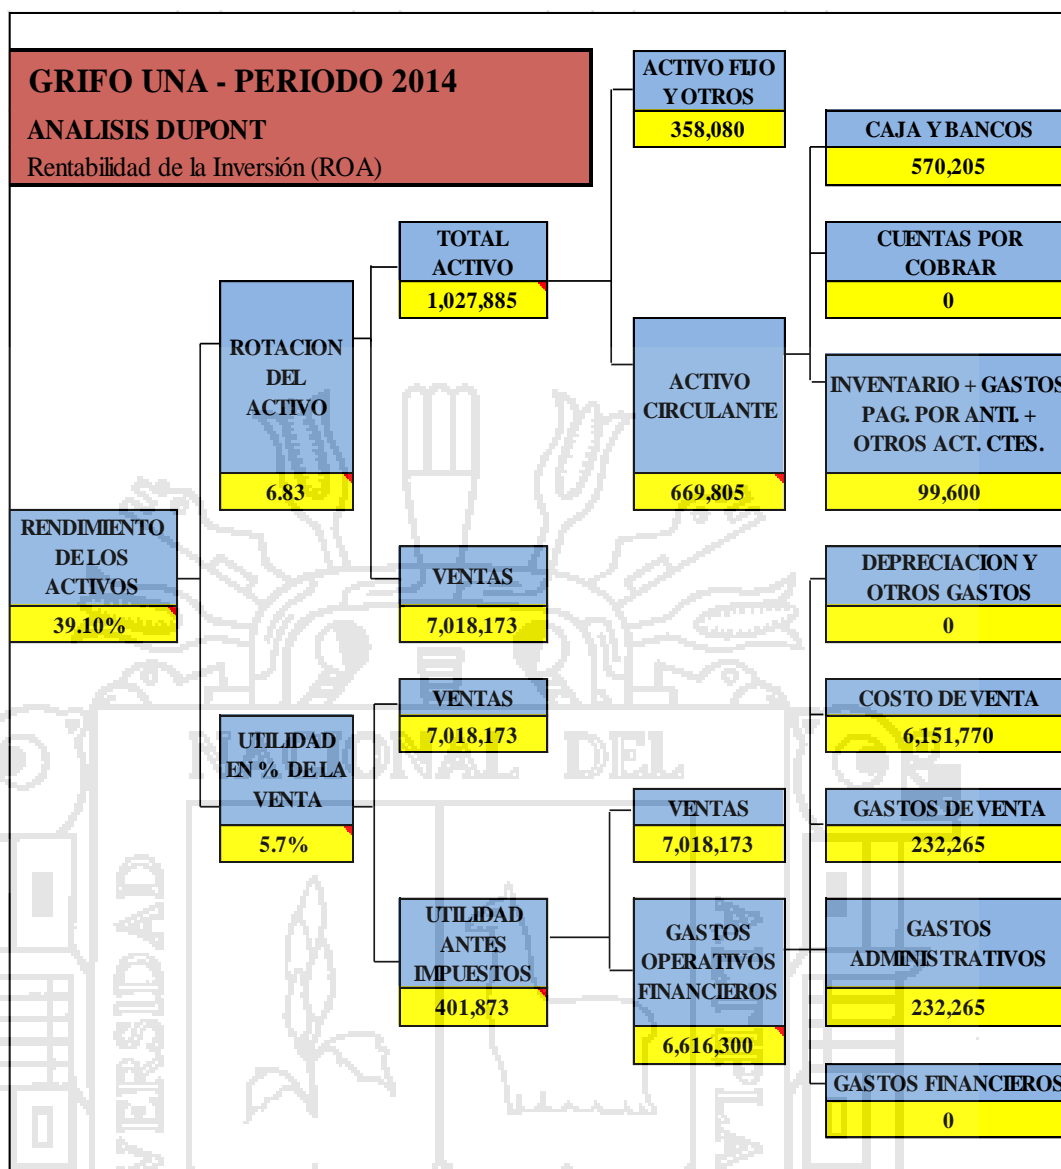 GRIFO UNA - PERIODO 2014
ANALISIS DUPONT
Rentabilidad de la Inversión (ROA)
ACTIVO FIJO
Y OTROS
358,080
CAJA Y BANCOS
570,205
TOTAL
ACTIVO
1,027,885
CUENTAS POR
COBRAR
0
ROTACION
DEL
ACTIVO
6.83
ACTIVO
CIRCULANTE
669,805
INVENTARIO + GASTOS
PAG. POR ANTI. +
OTROS ACT. CTES.
99,600
RENDIMIENTO
DE LOS
ACTIVOS
39.10%
VENTAS
7,018,173
DEPRECIACION Y
OTROS GASTOS
0
VENTAS
7,018,173
COSTO DE VENTA
6,151,770
UTILIDAD
EN % DE LA
VENTA
5.7%
VENTAS
7,018,173
GASTOS DE VENTA
232,265
UTILIDAD
ANTES
IMPUESTOS
401,873
GASTOS
OPERATIVOS
FINANCIEROS
6,616,300
GASTOS
ADMINISTRATIVOS
232,265
GASTOS FINANCIEROS
0
NACIONAL DEL
VERSIDAD
ALTIPLA